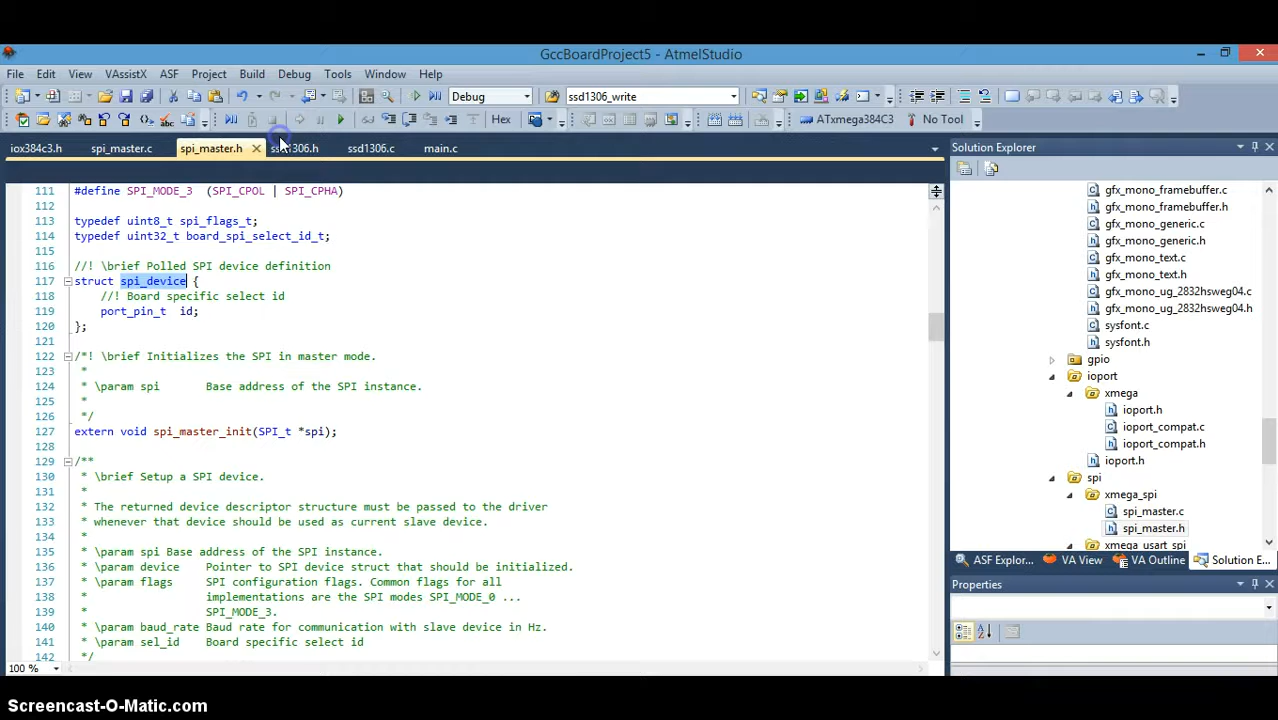 GccBoardProject5 - AtmelStudio
File Edit View VAssistX ASF Project Build Debug Tools Window Help
Debug ssd1306_write
Hex ATxmega384C3 No Tool
iox384c3.h spi_master.c spi_master.h ssd1306.h ssd1306.c main.c
111 #define SPI_MODE_3 (SPI_CPOL | SPI_CPHA)
112
113 typedef uint8_t spi_flags_t;
114 typedef uint32_t board_spi_select_id_t;
115
116 //! \brief Polled SPI device definition
117 struct spi_device {
118 //! Board specific select id
119 port_pin_t id;
120 };
121
122 /*! \brief Initializes the SPI in master mode.
123 *
124 * \param spi Base address of the SPI instance.
125 *
126 */
127 extern void spi_master_init(SPI_t *spi);
128
129 /**
130 * \brief Setup a SPI device.
131 *
132 * The returned device descriptor structure must be passed to the driver
133 * whenever that device should be used as current slave device.
134 *
135 * \param spi Base address of the SPI instance.
136 * \param device Pointer to SPI device struct that should be initialized.
137 * \param flags SPI configuration flags. Common flags for all
138 * implementations are the SPI modes SPI_MODE_0 ...
139 * SPI_MODE_3.
140 * \param baud_rate Baud rate for communication with slave device in Hz.
141 * \param sel_id Board specific select id
142 */
100 %
Solution Explorer
gfx_mono_framebuffer.c
gfx_mono_framebuffer.h
gfx_mono_generic.c
gfx_mono_generic.h
gfx_mono_text.c
gfx_mono_text.h
gfx_mono_ug_2832hsweg04.c
gfx_mono_ug_2832hsweg04.h
sysfont.c
sysfont.h
gpio
ioport
xmega
ioport.h
ioport_compat.c
ioport_compat.h
ioport.h
spi
xmega_spi
spi_master.c
spi_master.h
xmega_usart_spi
ASF Explor... VA View VA Outline Solution E...
Properties
Screencast-O-Matic.com